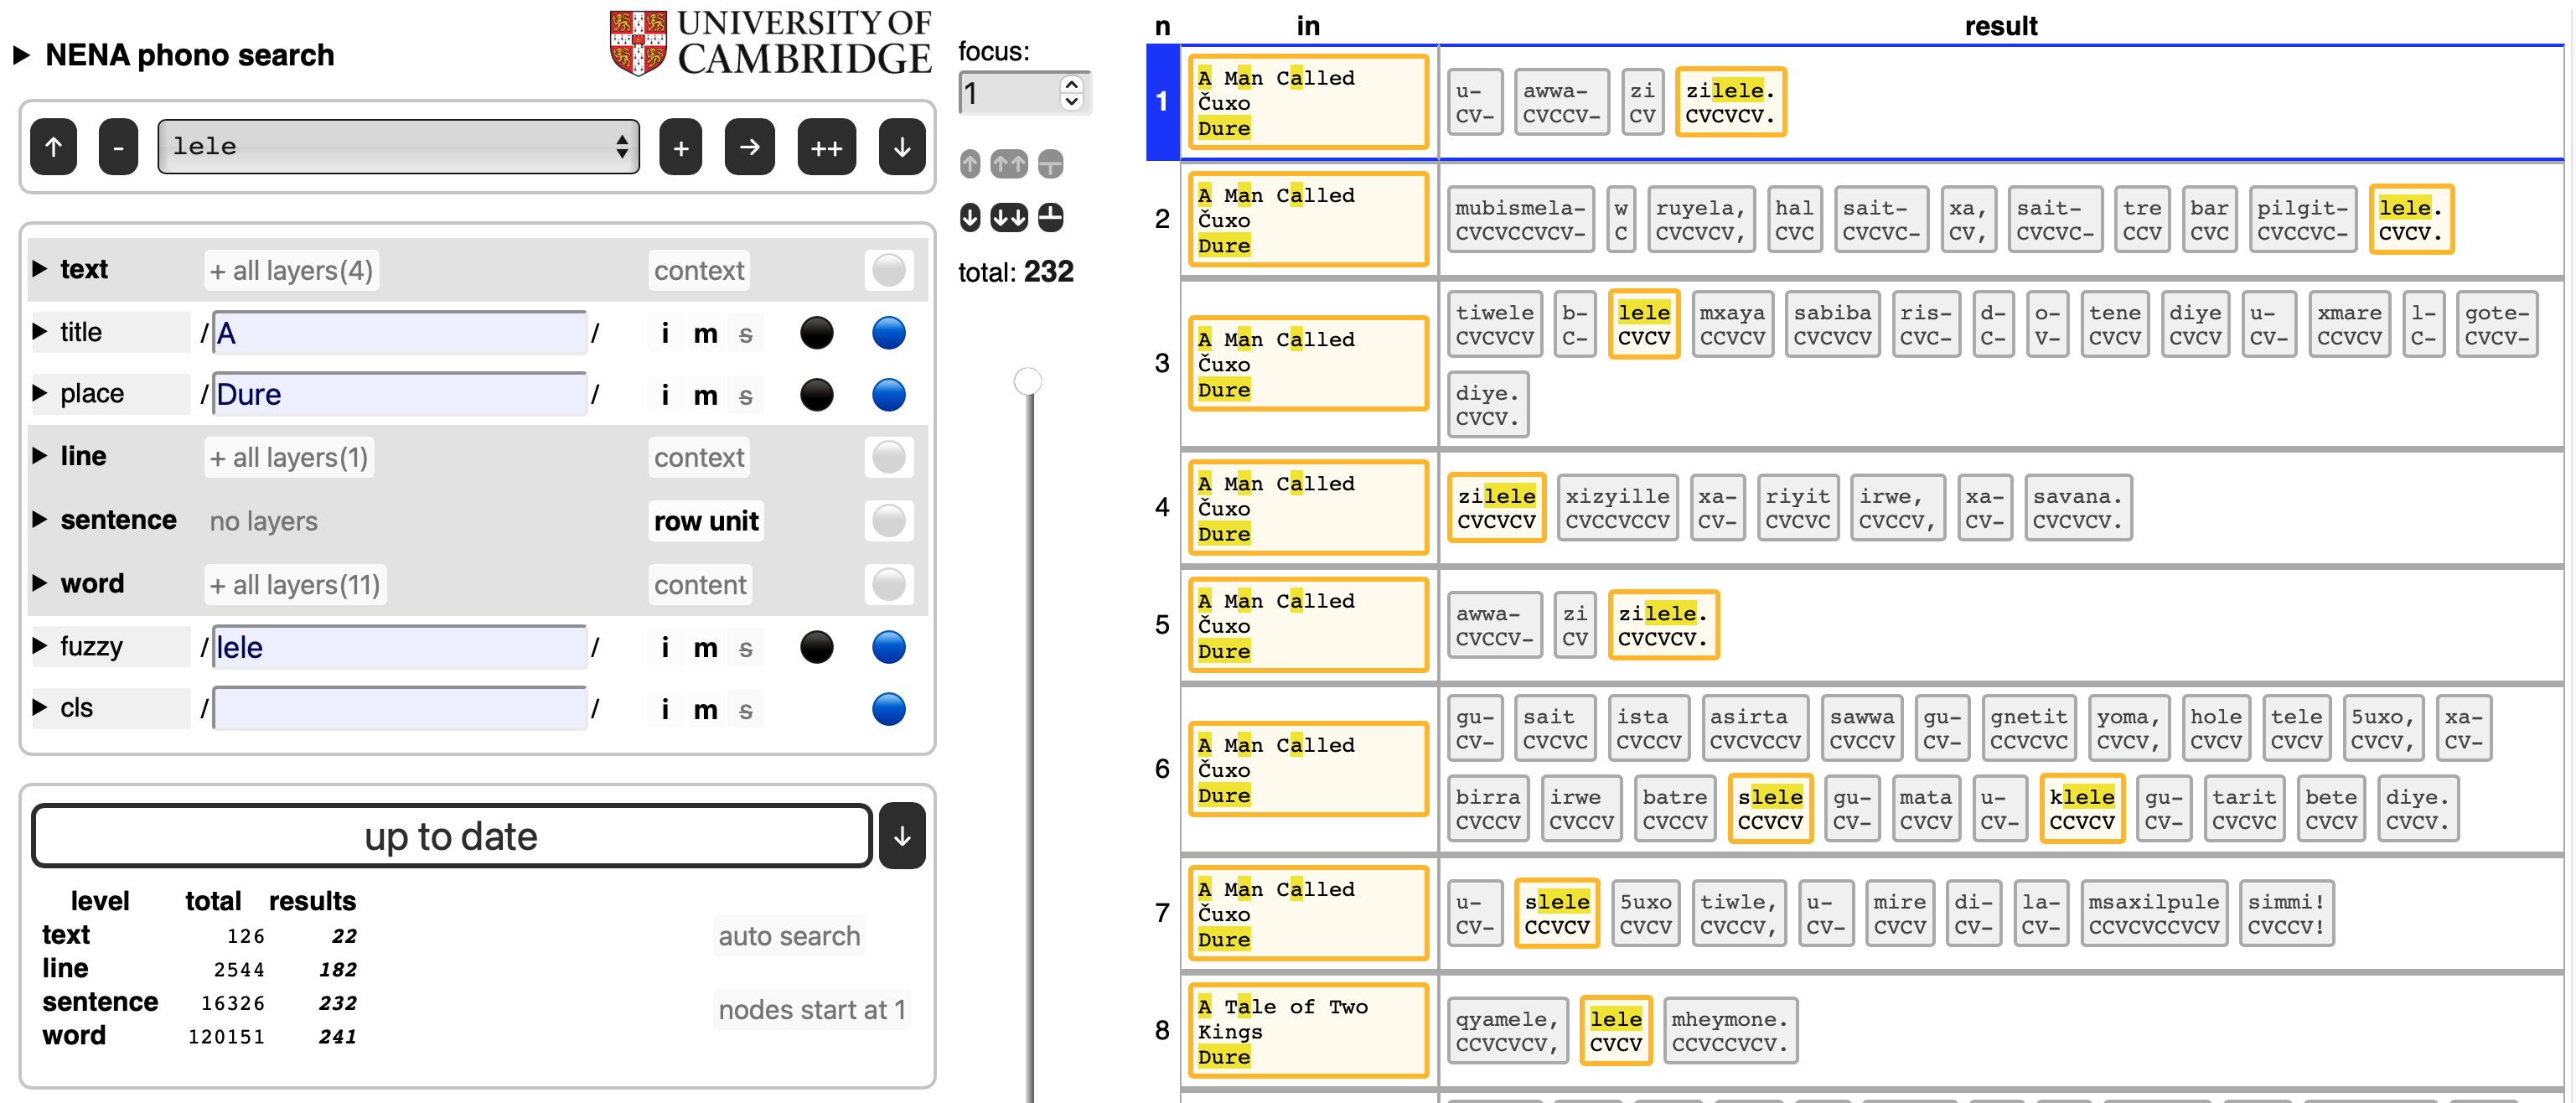 ▶ NENA phono search
UNIVERSITY OF
CAMBRIDGE
↑ - lele + → ++ ↓
▶ text + all layers(4) context
▶ title / A / i m s
▶ place / Dure / i m s
▶ line + all layers(1) context
▶ sentence no layers row unit
▶ word + all layers(11) content
▶ fuzzy / lele / i m s
▶ cls / / i m s
up to date ↓
level total results
text 126 22
line 2544 182
sentence 16326 232
word 120151 241
auto search
nodes start at 1
focus:
1
total: 232
n in result
1
A Man Called
Čuxo
Dure
u- awwa- zi zilele.
CV- CVCCV- CV CVCVCV.
2
A Man Called
Čuxo
Dure
mubismela- w ruyela, hal sait- xa, sait- tre bar pilgit- lele.
CVCVCCVCV- C CVCVCV, CVC CVCVC- CV, CVCVC- CCV CVC CVCCVC- CVCV.
3
A Man Called
Čuxo
Dure
tiwele b- lele mxaya sabiba ris- d- o- tene diye u- xmare l- gote-
CVCVCV C- CVCV CCVCV CVCVCV CVC- C- V- CVCV CVCV CV- CCVCV C- CVCV-
diye.
CVCV.
4
A Man Called
Čuxo
Dure
zilele xizyille xa- riyit irwe, xa- savana.
CVCVCV CVCCVCCV CV- CVCVC CVCCV, CV- CVCVCV.
5
A Man Called
Čuxo
Dure
awwa- zi zilele.
CVCCV- CV CVCVCV.
6
A Man Called
Čuxo
Dure
gu- sait ista asirta sawwa gu- gnetit yoma, hole tele 5uxo, xa-
CV- CVCVC CVCCV CVCVCCV CVCCV CV- CCVCVC CVCV, CVCV CVCV CVCV, CV-
birra irwe batre slele gu- mata u- klele gu- tarit bete diye.
CVCCV CVCCV CVCCV CCVCV CV- CVCV CV- CCVCV CV- CVCVC CVCV CVCV.
7
A Man Called
Čuxo
Dure
u- slele 5uxo tiwle, u- mire di- la- msaxilpule simmi!
CV- CCVCV CVCV CVCCV, CV- CVCV CV- CV- CCVCVCCVCV CVCCV!
8
A Tale of Two
Kings
Dure
qyamele, lele mheymone.
CCVCVCV, CVCV CCVCCVCV.